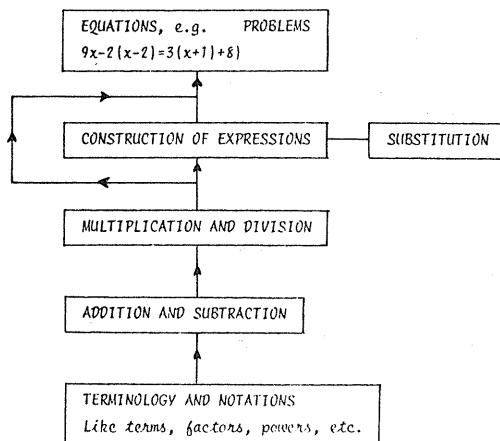 EQUATIONS, e.g. PROBLEMS
9x-2(x-2)=3(x+1)+8)
CONSTRUCTION OF EXPRESSIONS
SUBSTITUTION
MULTIPLICATION AND DIVISION
ADDITION AND SUBTRACTION
TERMINOLOGY AND NOTATIONS
Like terms, factors, powers, etc.